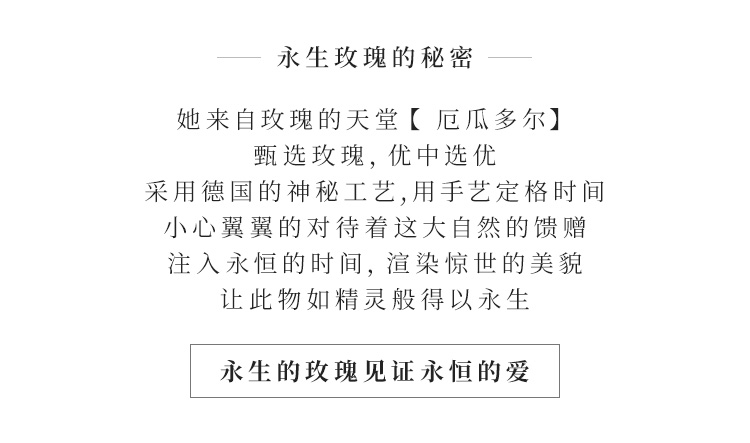 永生玫瑰的秘密
她来自玫瑰的天堂【 厄瓜多尔】
甄选玫瑰, 优中选优
采用德国的神秘工艺,用手艺定格时间
小心翼翼的对待着这大自然的馈赠
注入永恒的时间, 渲染惊世的美貌
让此物如精灵般得以永生
永生的玫瑰见证永恒的爱